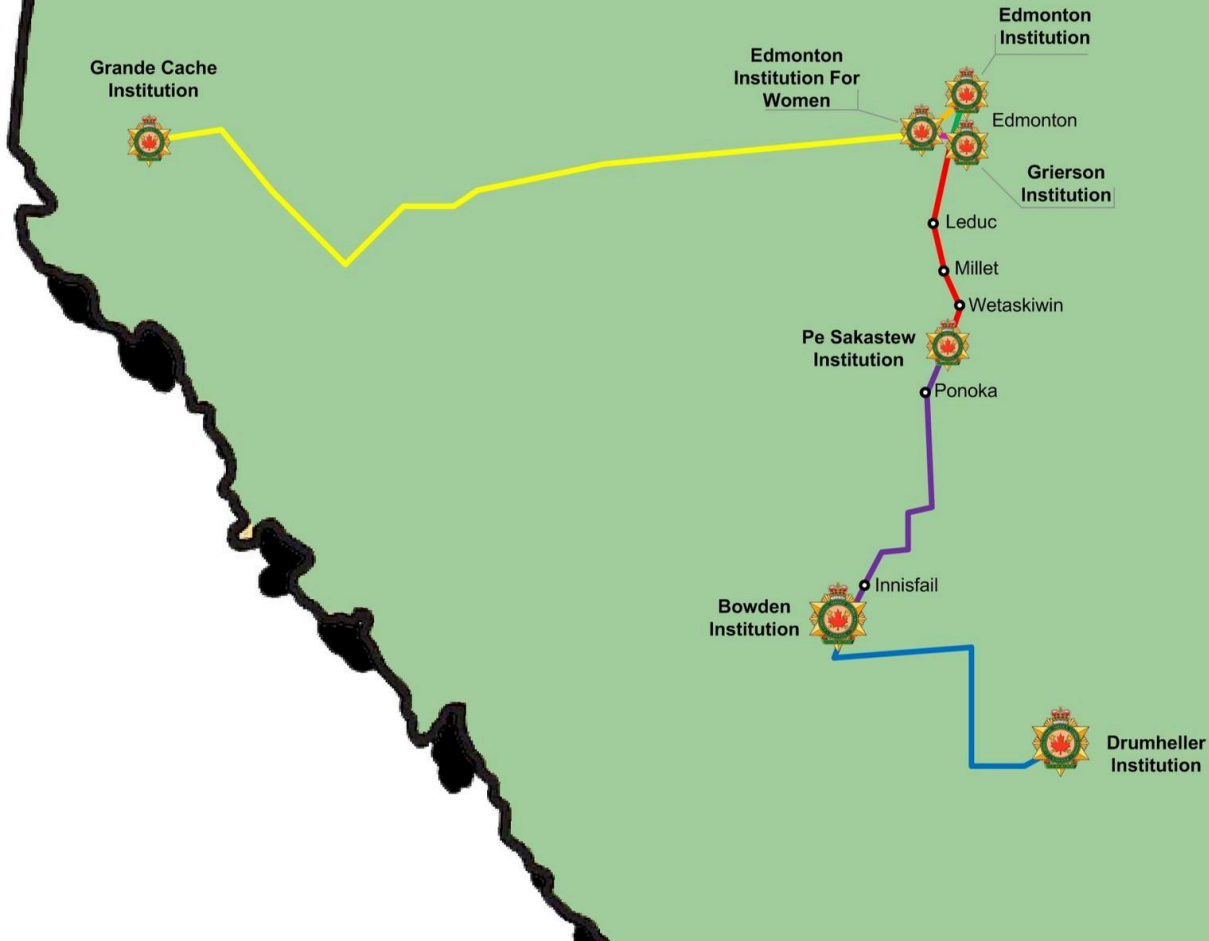 Edmonton
Institution
Edmonton
Institution For
Women
Grande Cache
Institution
Edmonton
Grierson
Institution
Leduc
Millet
Wetaskiwin
Pe Sakastew
Institution
Ponoka
Innisfail
Bowden
Institution
Drumheller
Institution